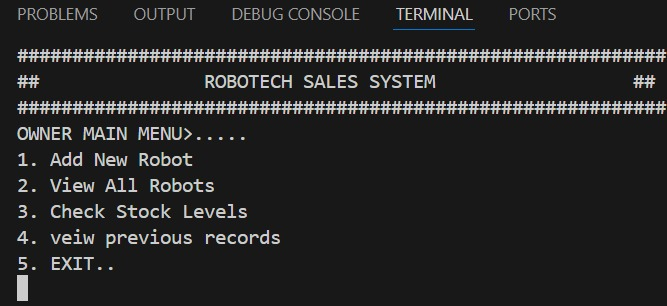 PROBLEMS OUTPUT DEBUG CONSOLE TERMINAL PORTS
###########################################################
## ROBOTECH SALES SYSTEM ##
###########################################################
OWNER MAIN MENU>.....
1. Add New Robot
2. View All Robots
3. Check Stock Levels
4. veiw previous records
5. EXIT..